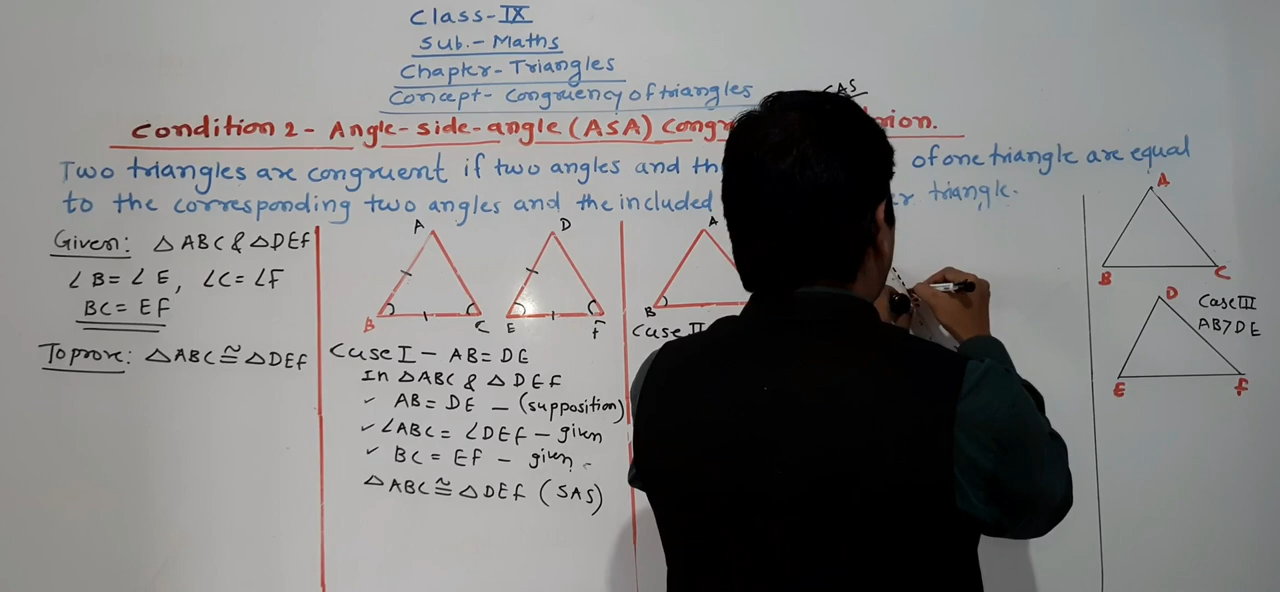 Class-IX
Sub.- Maths
Chapter- Triangles
Concept- Congruency of triangles
SAS
Condition 2 - Angle-side-angle (ASA) Congr rion.
Two triangles are congruent if two angles and th of one triangle are equal
to the corresponding two angles and the included r triangle.
Given: △ABC & △DEF
∠B = ∠E, ∠C = ∠F
BC = EF
To prove: △ABC ≅ △DEF
A
D
B
C
E
F
Case I - AB = DE
In △ABC & △DEF
✓ AB = DE - (supposition)
✓ ∠ABC = ∠DEF - given
✓ BC = EF - given
△ABC ≅ △DEF (SAS)
A
B
Case II
A
B
C
D
Case III
AB > DE
E
F